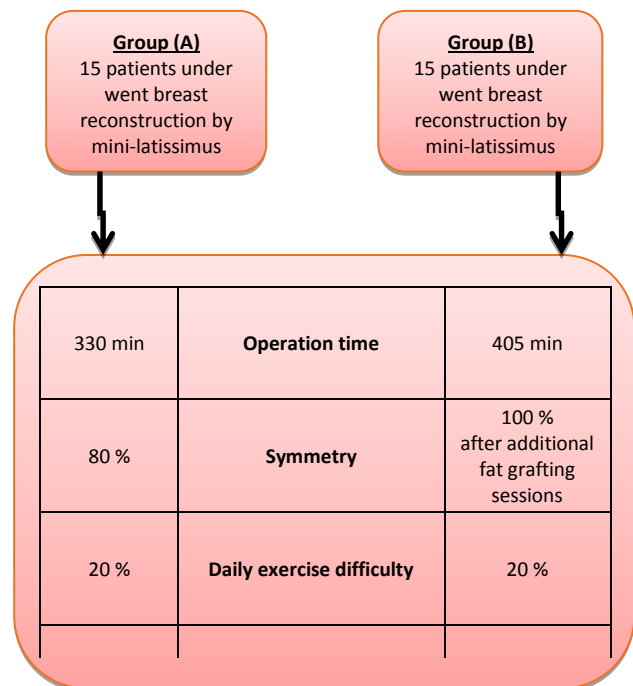 Group (A)
15 patients under
went breast
reconstruction by
mini-latissimus
Group (B)
15 patients under
went breast
reconstruction by
mini-latissimus
330 min
Operation time
405 min
80 %
Symmetry
100 %
after additional
fat grafting
sessions
20 %
Daily exercise difficulty
20 %